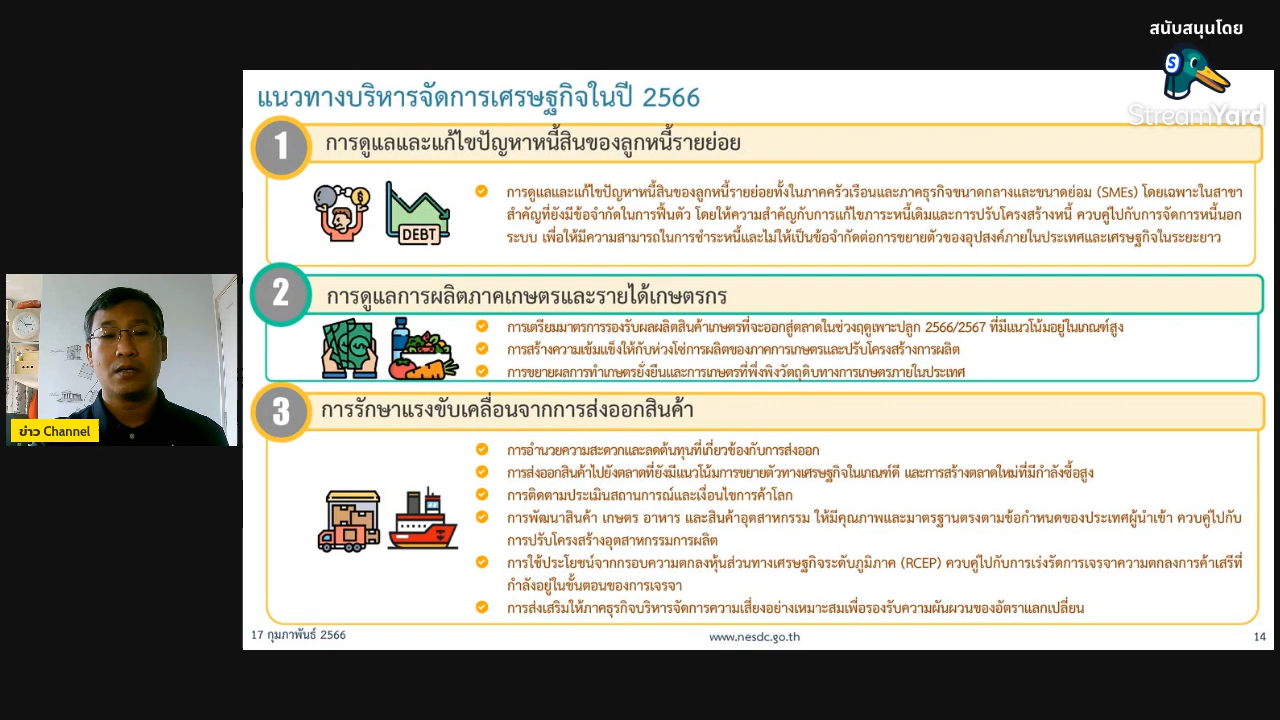 สนับสนุนโดย
S
StreamYard
แนวทางบริหารจัดการเศรษฐกิจในปี 2566
1
การดูแลและแก้ไขปัญหาหนี้สินของลูกหนี้รายย่อย
DEBT
การดูแลและแก้ไขปัญหาหนี้สินของลูกหนี้รายย่อยทั้งในภาคครัวเรือนและภาคธุรกิจขนาดกลางและขนาดย่อม (SMEs) โดยเฉพาะในสาขา
สำคัญที่ยังมีข้อจำกัดในการฟื้นตัว โดยให้ความสำคัญกับการแก้ไขภาระหนี้เดิมและการปรับโครงสร้างหนี้ ควบคู่ไปกับการจัดการหนี้นอก
ระบบ เพื่อให้มีความสามารถในการชำระหนี้และไม่ให้เป็นข้อจำกัดต่อการขยายตัวของอุปสงค์ภายในประเทศและเศรษฐกิจในระยะยาว
2
การดูแลการผลิตภาคเกษตรและรายได้เกษตรกร
การเตรียมมาตรการรองรับผลผลิตสินค้าเกษตรที่จะออกสู่ตลาดในช่วงฤดูเพาะปลูก 2566/2567 ที่มีแนวโน้มอยู่ในเกณฑ์สูง
การสร้างความเข้มแข็งให้กับห่วงโซ่การผลิตของภาคการเกษตรและปรับโครงสร้างการผลิต
การขยายผลการทำเกษตรยั่งยืนและการเกษตรที่พึ่งพิงวัตถุดิบทางการเกษตรภายในประเทศ
3
การรักษาแรงขับเคลื่อนจากการส่งออกสินค้า
การอำนวยความสะดวกและลดต้นทุนที่เกี่ยวข้องกับการส่งออก
การส่งออกสินค้าไปยังตลาดที่ยังมีแนวโน้มการขยายตัวทางเศรษฐกิจในเกณฑ์ดี และการสร้างตลาดใหม่ที่มีกำลังซื้อสูง
การติดตามประเมินสถานการณ์และเงื่อนไขการค้าโลก
การพัฒนาสินค้า เกษตร อาหาร และสินค้าอุตสาหกรรม ให้มีคุณภาพและมาตรฐานตรงตามข้อกำหนดของประเทศผู้นำเข้า ควบคู่ไปกับ
การปรับโครงสร้างอุตสาหกรรมการผลิต
การใช้ประโยชน์จากกรอบความตกลงหุ้นส่วนทางเศรษฐกิจระดับภูมิภาค (RCEP) ควบคู่ไปกับการเร่งรัดการเจรจาความตกลงการค้าเสรีที่
กำลังอยู่ในขั้นตอนของการเจรจา
การส่งเสริมให้ภาคธุรกิจบริหารจัดการความเสี่ยงอย่างเหมาะสมเพื่อรองรับความผันผวนของอัตราแลกเปลี่ยน
17 กุมภาพันธ์ 2566
www.nesdc.go.th
14
ข่าว Channel